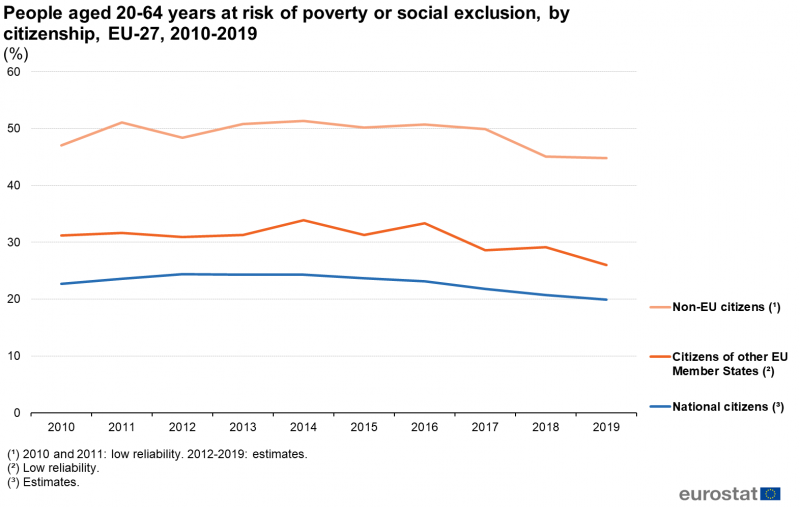 People aged 20-64 years at risk of poverty or social exclusion, by
citizenship, EU-27, 2010-2019
(%)
60
50
40
30
20
10
0
2010 2011 2012 2013 2014 2015 2016 2017 2018 2019
Non-EU citizens (¹)
Citizens of other EU
Member States (²)
National citizens (³)
(¹) 2010 and 2011: low reliability. 2012-2019: estimates.
(²) Low reliability.
(³) Estimates.
eurostat